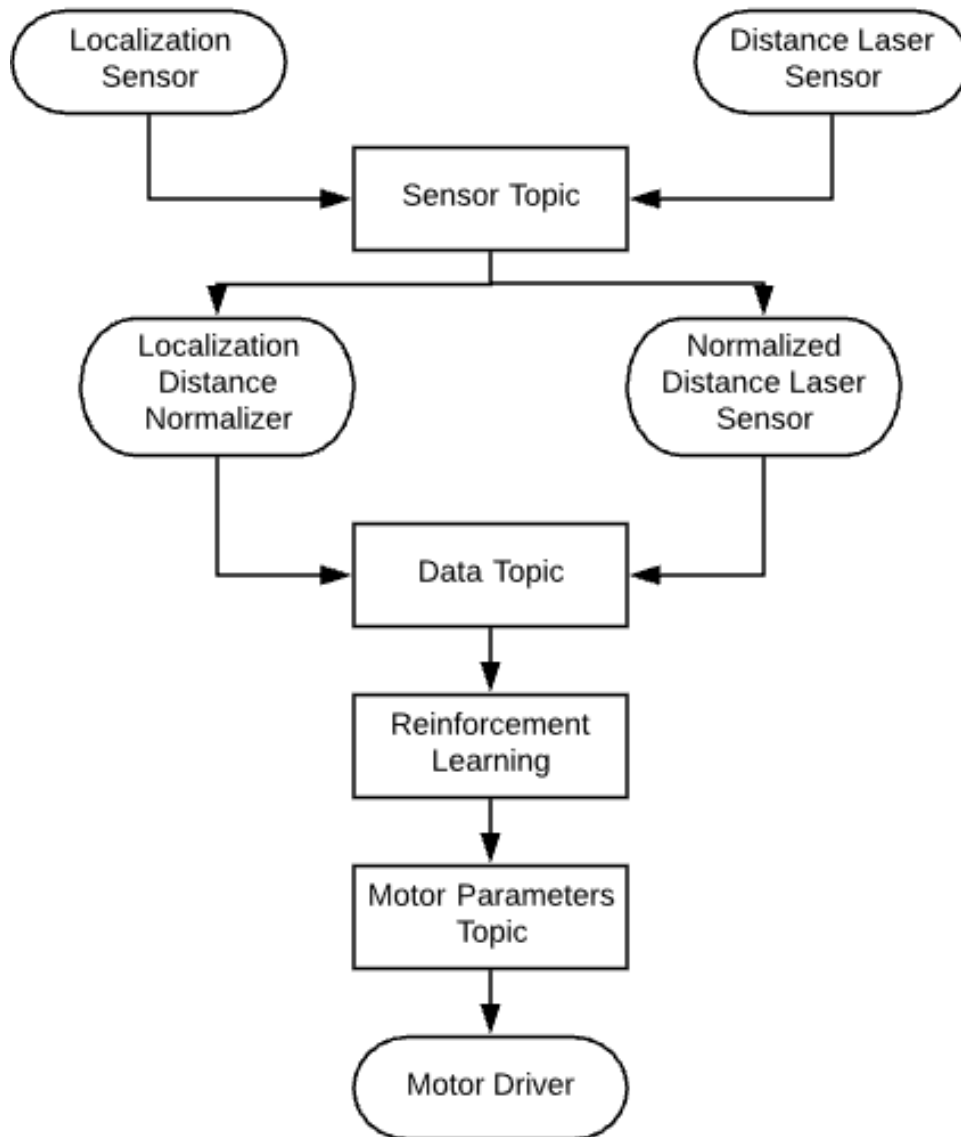 Localization
Sensor
Distance Laser
Sensor
Sensor Topic
Localization
Distance
Normalizer
Normalized
Distance Laser
Sensor
Data Topic
Reinforcement
Learning
Motor Parameters
Topic
Motor Driver